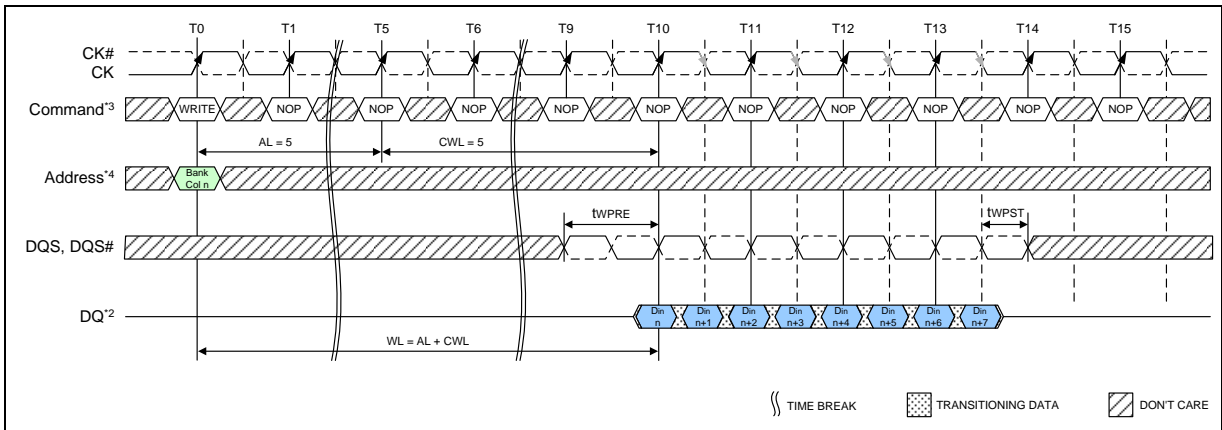 T0 T1 T5 T6 T9 T10 T11 T12 T13 T14 T15
CK#
CK
Command*3 WRITE NOP NOP NOP NOP NOP NOP NOP NOP NOP NOP
AL = 5 CWL = 5
Address*4 Bank
Col n
tWPRE tWPST
DQS, DQS#
DQ*2 Din Din Din Din Din Din Din Din
n n+1 n+2 n+3 n+4 n+5 n+6 n+7
WL = AL + CWL
TIME BREAK TRANSITIONING DATA DON'T CARE